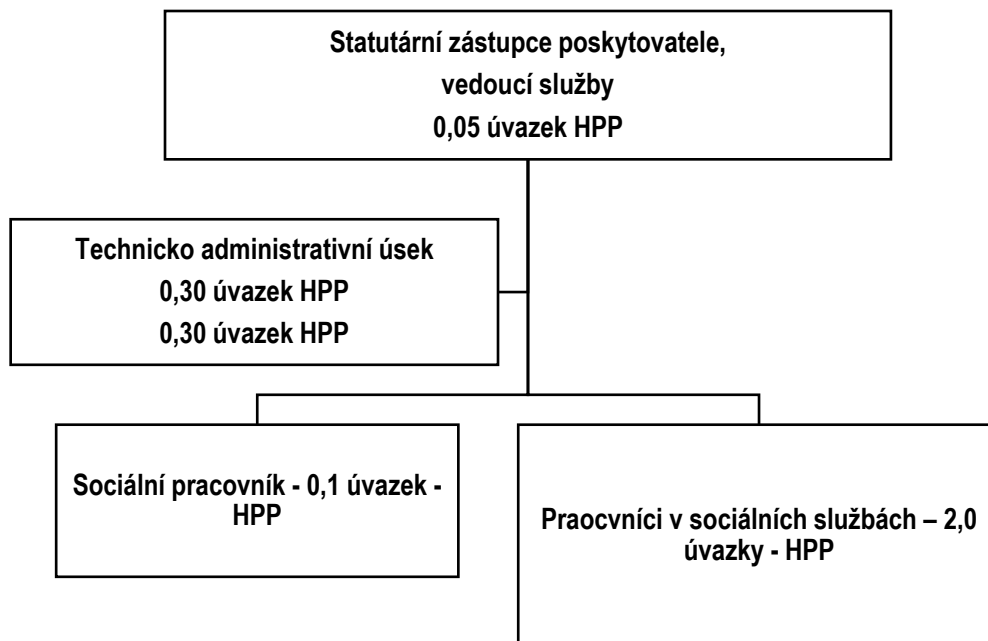 Statutární zástupce poskytovatele,
vedoucí služby
0,05 úvazek HPP
Technicko administrativní úsek
0,30 úvazek HPP
0,30 úvazek HPP
Sociální pracovník - 0,1 úvazek -
HPP
Praocvníci v sociálních službách – 2,0
úvazky - HPP